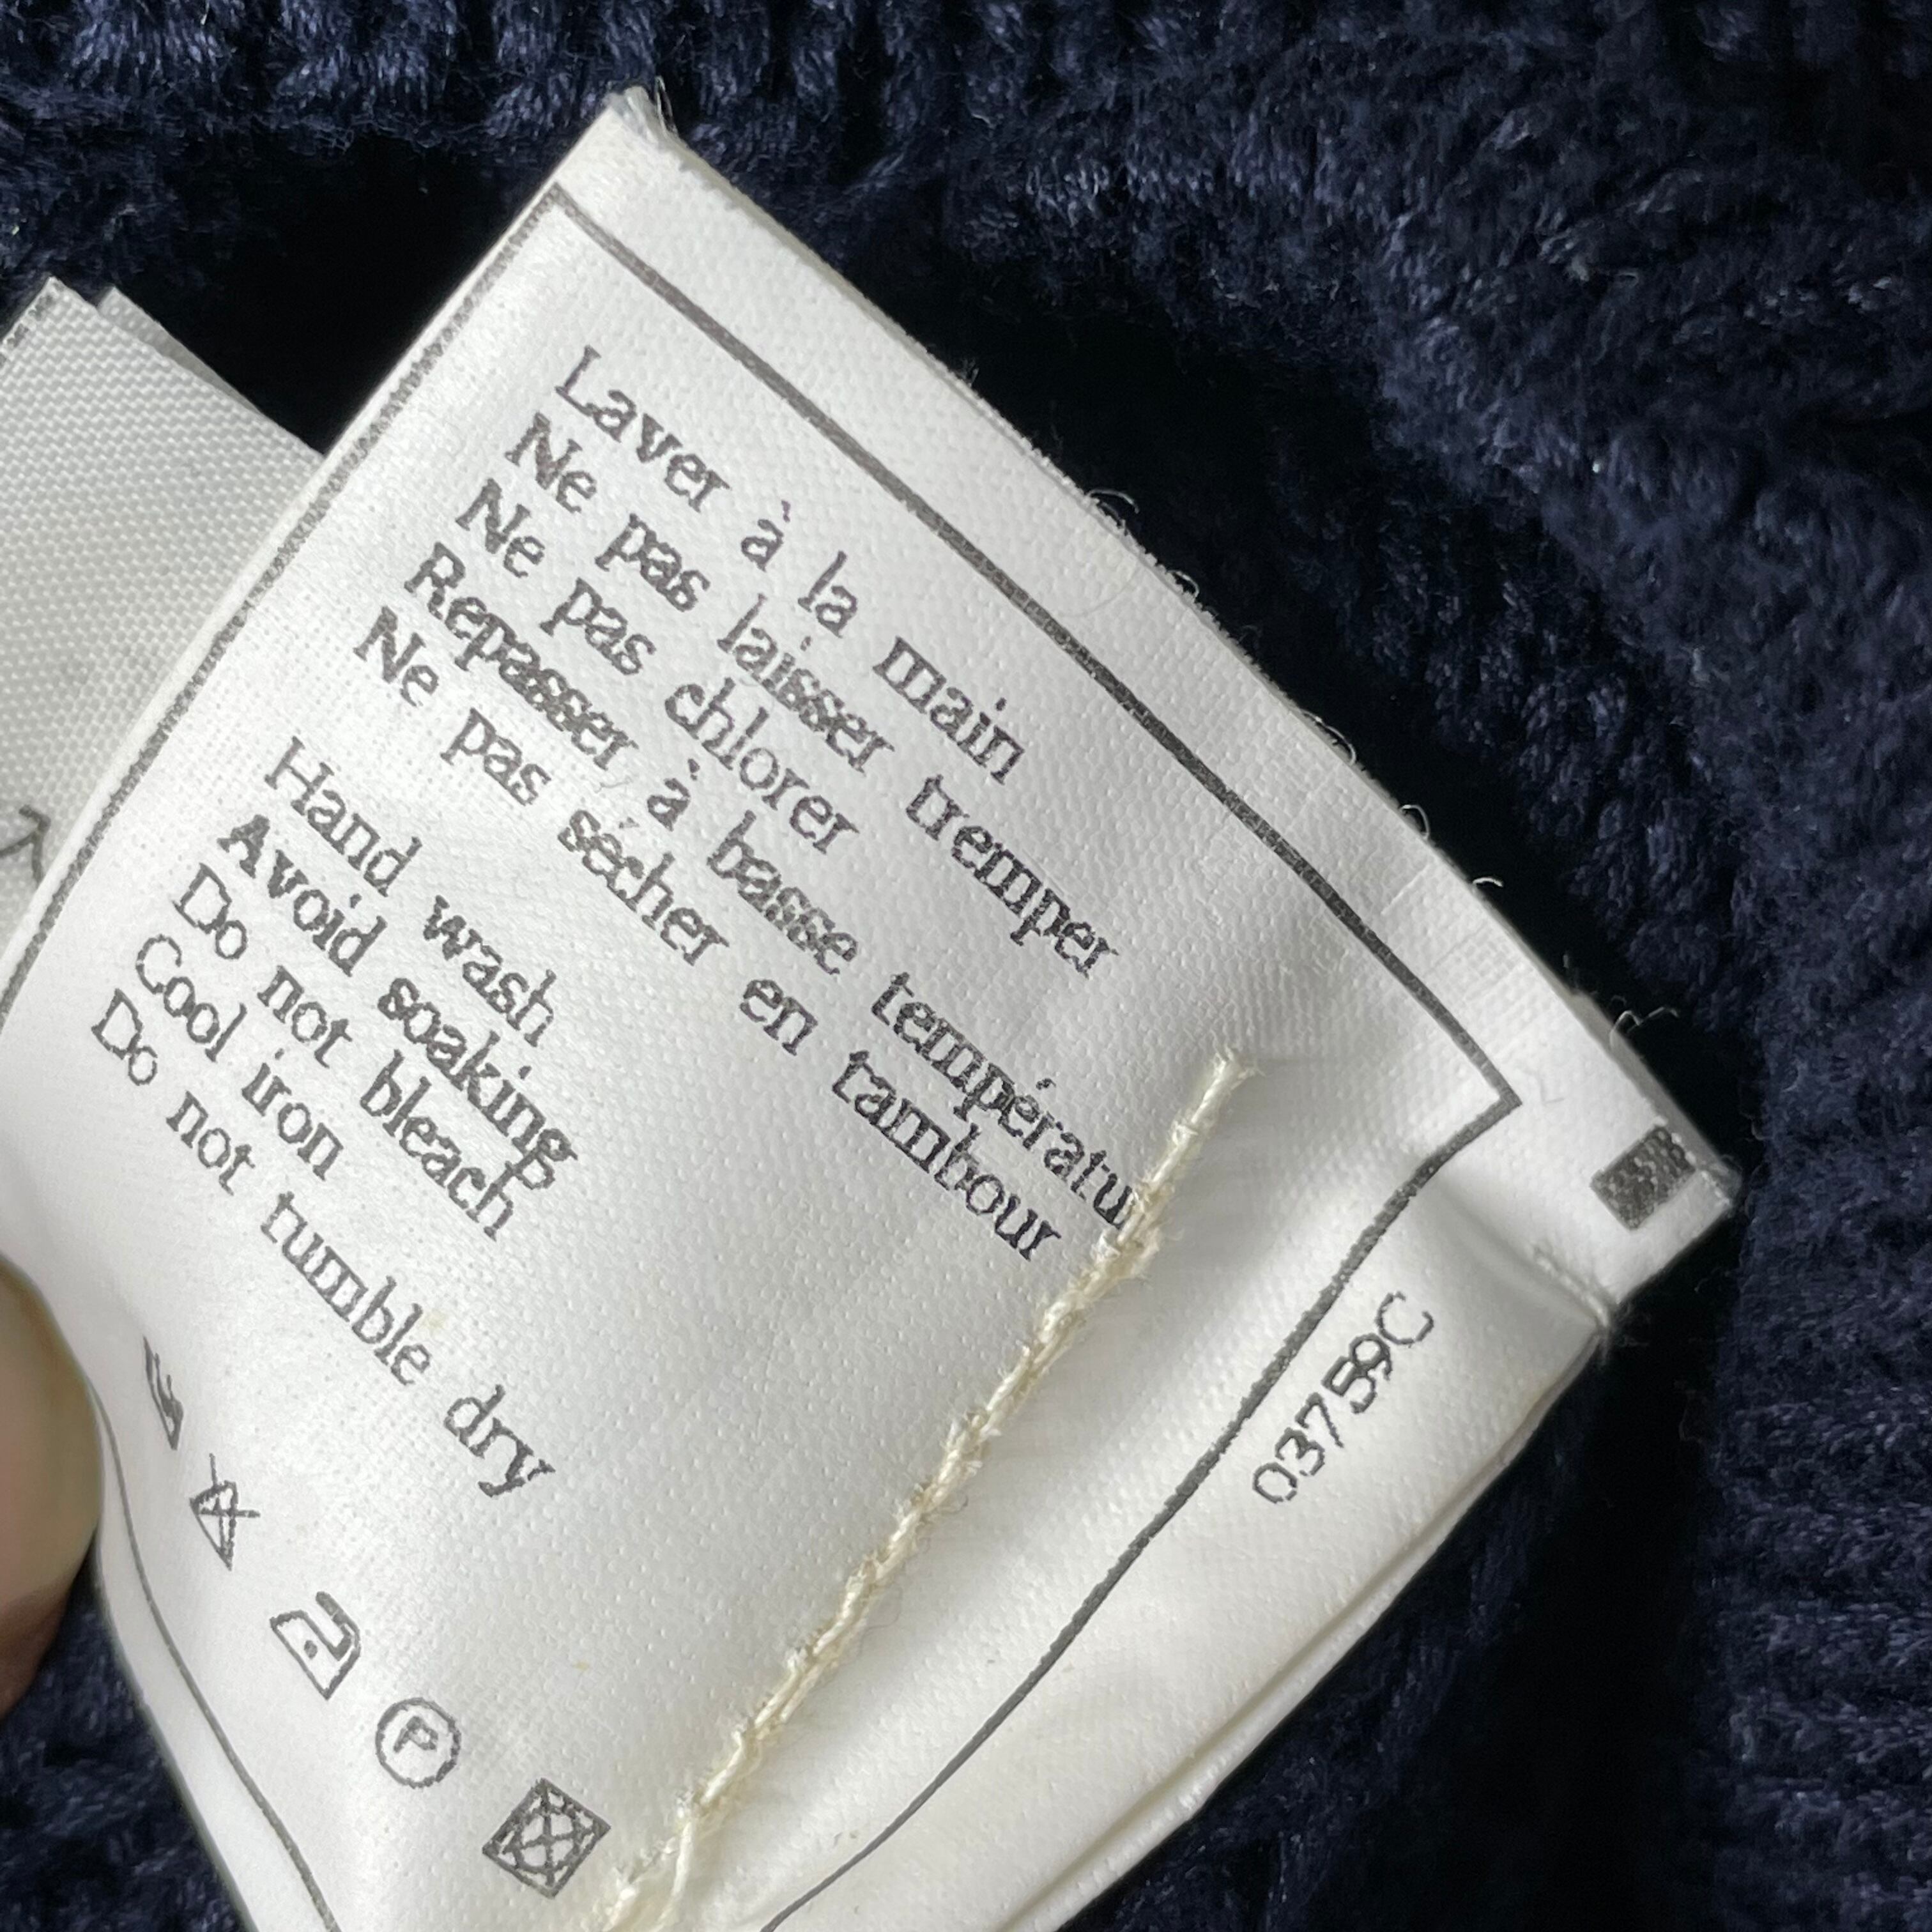 Laver à la main
Ne pas laisser tremper
Ne pas chlorer
Repasser à basse températu
Ne pas sécher en tambour
Hand wash
Avoid soaking
Do not bleach
Cool iron
Do not tumble dry
P
03759C